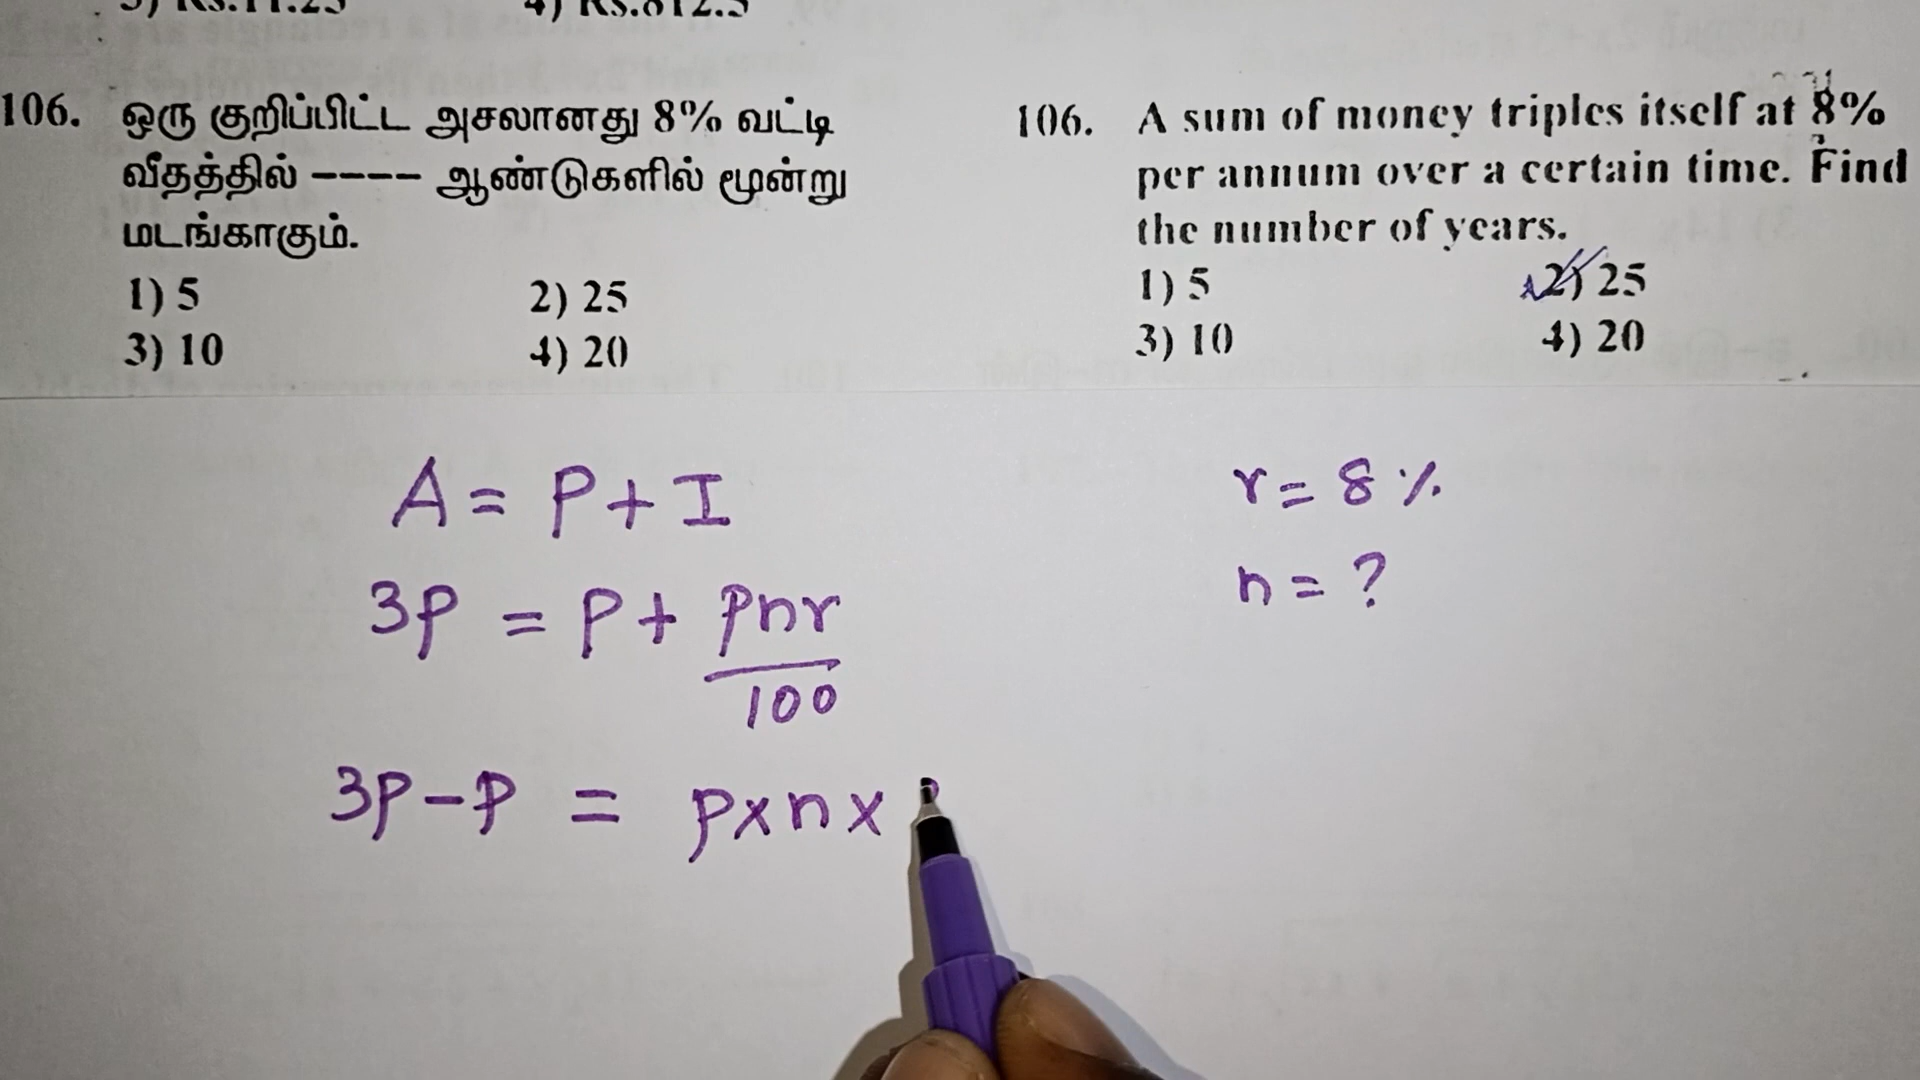 106. ஒரு குறிப்பிட்ட அசலானது 8% வட்டி
வீதத்தில் ---- ஆண்டுகளில் மூன்று
மடங்காகும்.
1) 5 2) 25
3) 10 4) 20
106. A sum of money triples itself at 8%
per annum over a certain time. Find
the number of years.
1) 5 2) 25
3) 10 4) 20
A = P + I
3p = p + pnr
100
3p - p = p x n x
r = 8 %
n = ?